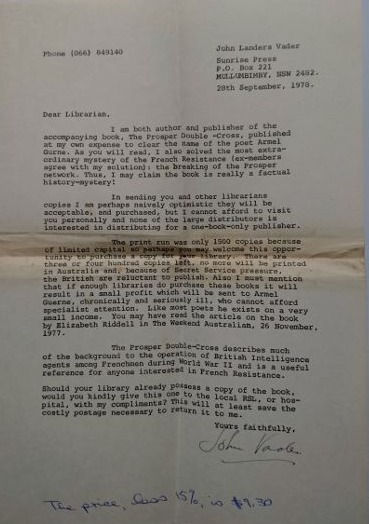 Phone (066) 849140
John Landers Vader
Sunrise Press
P.O. Box 221
MULLUMBIMBY, NSW 2482.
28th September, 1978.
Dear Librarian,
I am both author and publisher of the
accompanying book, The Prosper Double-Cross, published
at my own expense to clear the name of the poet Armel
Gurne. As you will read, I also solved the most extra-
ordinary mystery of the French Resistance (ex-members
agree with my solution): the breaking of the Prosper
network. Thus, I may claim the book is really a factual
history-mystery!
In sending you and other librarians
copies I am perhaps naively optimistic they will be
acceptable, and purchased, but I cannot afford to visit
you personally and none of the large distributors is
interested in distributing for a one-book-only publisher.
The print run was only 1500 copies because
of limited capital so perhaps you may welcome this oppor-
tunity to purchase a copy for your library. There are
three or four hundred copies left, no more will be printed
in Australia and, because of Secret Service pressure,
the British are reluctant to publish. Also I must mention
that if enough libraries do purchase these books it will
result in a small profit which will be sent to Armel
Guerne, chronically and seriously ill, who cannot afford
specialist attention. Like most poets he exists on a very
small income. You may have read the article on the book
by Elizabeth Riddell in The Weekend Australian, 26 November,
1977.
The Prosper Double-Cross describes much
of the background to the operation of British Intelligence
agents among Frenchmen during World War II and is a useful
reference for anyone interested in French Resistance.
Should your library already possess a copy of the book,
would you kindly give this one to the local RSL, or hos-
pital, with my compliments? This will at least save the
costly postage necessary to return it to me.
Yours faithfully,
John Vader
The price, less 15%, is $9.30